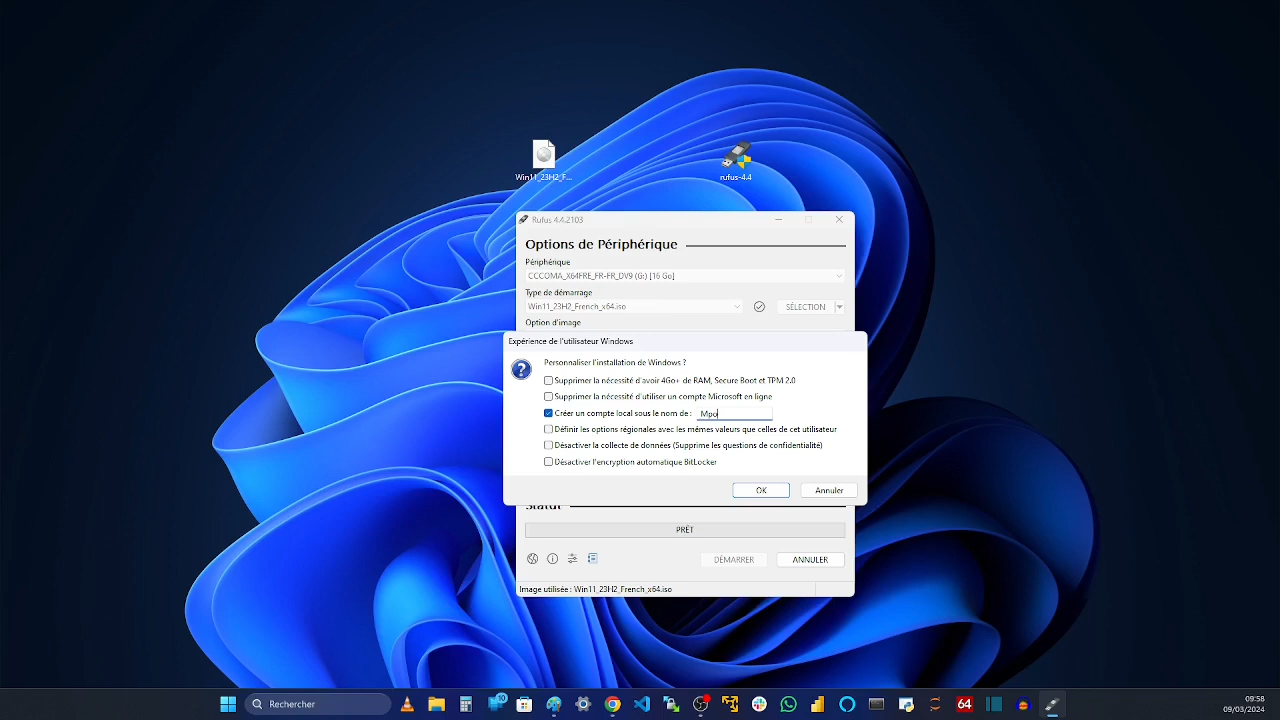 Win11_23H2_F...
rufus-4.4
Rufus 4.4.2103
Options de Périphérique
Périphérique
CCCOMA_X64FRE_FR-FR_DV9 (G:) [16 Go]
Type de démarrage
Win11_23H2_French_x64.iso
SÉLECTION
Option d'image
Expérience de l'utilisateur Windows
Personnaliser l'installation de Windows ?
Supprimer la nécessité d'avoir 4Go+ de RAM, Secure Boot et TPM 2.0
Supprimer la nécessité d'utiliser un compte Microsoft en ligne
Créer un compte local sous le nom de : Mpo
Définir les options régionales avec les mêmes valeurs que celles de cet utilisateur
Désactiver la collecte de données (Supprime les questions de confidentialité)
Désactiver l'encryption automatique BitLocker
OK
Annuler
Statut
PRÊT
DÉMARRER
ANNULER
Image utilisée : Win11_23H2_French_x64.iso
Rechercher
10
64
09:58
09/03/2024